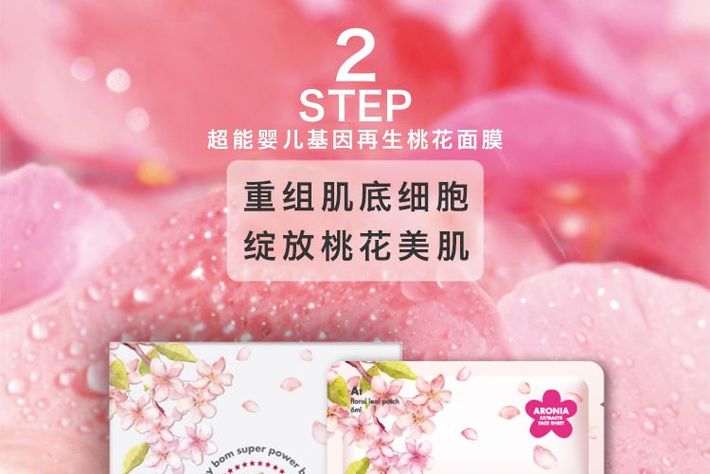 2
STEP
超能婴儿基因再生桃花面膜
重组肌底细胞
绽放桃花美肌
floral leaf patch
6ml
ARONIA
EXTRACTS
FACE SHEET
bom super power b